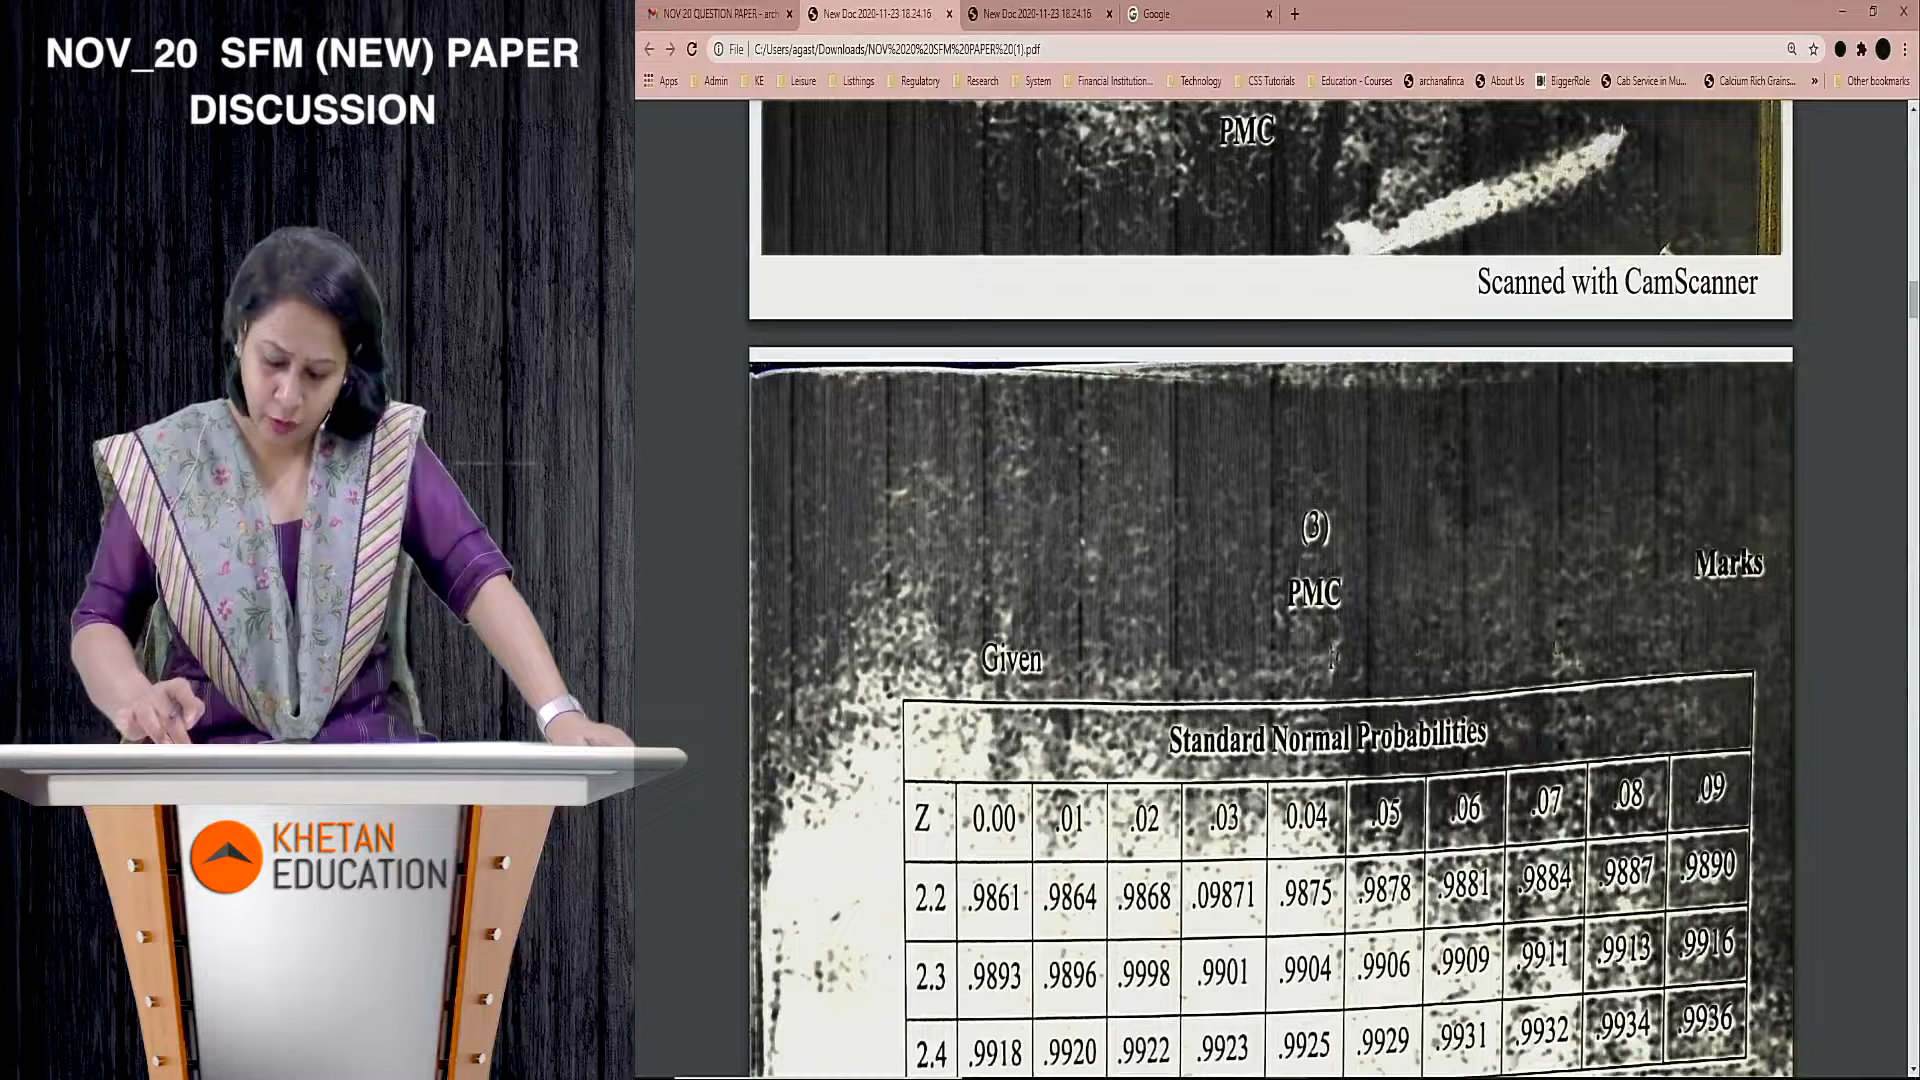 NOV_20 SFM (NEW) PAPER
DISCUSSION
KHETAN
EDUCATION
NOV 20 QUESTION PAPER - arch
New Doc 2020-11-23 18.24.16
New Doc 2020-11-23 18.24.16
Google
File C:/Users/agast/Downloads/NOV%2020%20SFM%20PAPER%20(1).pdf
Apps Admin KE Leisure Listhings Regulatory Research System Financial Institution... Technology CSS Tutorials Education - Courses archanafinca About Us BiggerRole Cab Service in Mu... Calcium Rich Grains... » Other bookmarks
PMC
Scanned with CamScanner
(3)
Marks
PMC
Given
Standard Normal Probabilities
Z 0.00 .01 .02 .03 0.04 .05 .06 .07 .08 .09
2.2 .9861 .9864 .9868 .09871 .9875 .9878 .9881 .9884 .9887 .9890
2.3 .9893 .9896 .9998 .9901 .9904 .9906 .9909 .9911 .9913 .9916
2.4 .9918 .9920 .9922 .9923 .9925 .9929 .9931 .9932 .9934 .9936